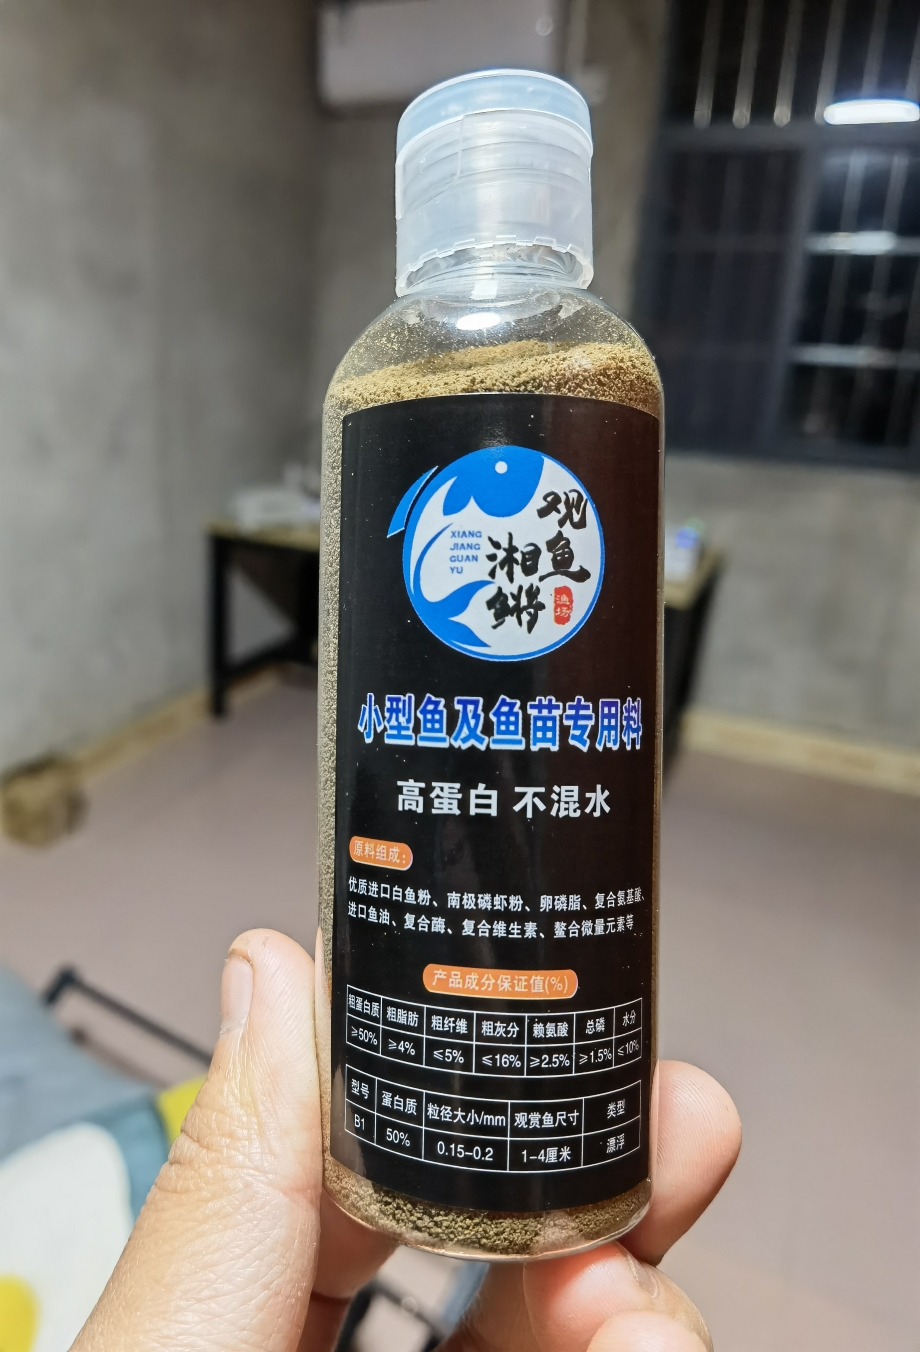 观鱼
湘鳉
渔场
XIANG
JIANG
GUAN
YU
小型鱼及鱼苗专用料
高蛋白 不混水
原料组成:
优质进口白鱼粉、南极磷虾粉、卵磷脂、复合氨基酸、
进口鱼油、复合酶、复合维生素、螯合微量元素等
产品成分保证值(%)
粗蛋白质 粗脂肪 粗纤维 粗灰分 赖氨酸 总磷 水分
≥50% ≥4% ≤5% ≤16% ≥2.5% ≥1.5% ≤10%
型号 蛋白质 粒径大小/mm 观赏鱼尺寸 类型
B1 50% 0.15-0.2 1-4厘米 漂浮